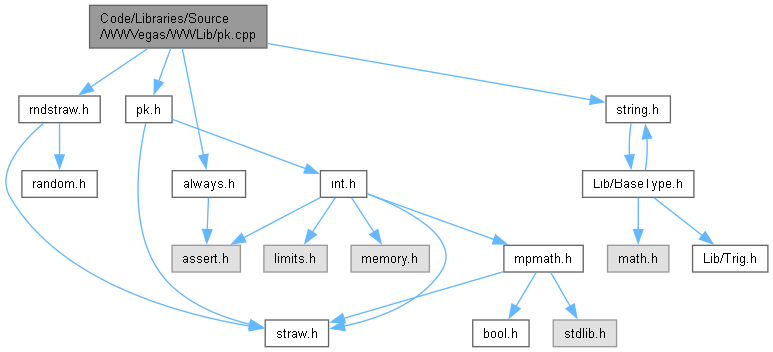 Code/Libraries/Source
/WWVegas/WWLib/pk.cpp
rndstraw.h
pk.h
string.h
random.h
always.h
int.h
Lib/BaseType.h
assert.h
limits.h
memory.h
mpmath.h
math.h
Lib/Trig.h
straw.h
bool.h
stdlib.h